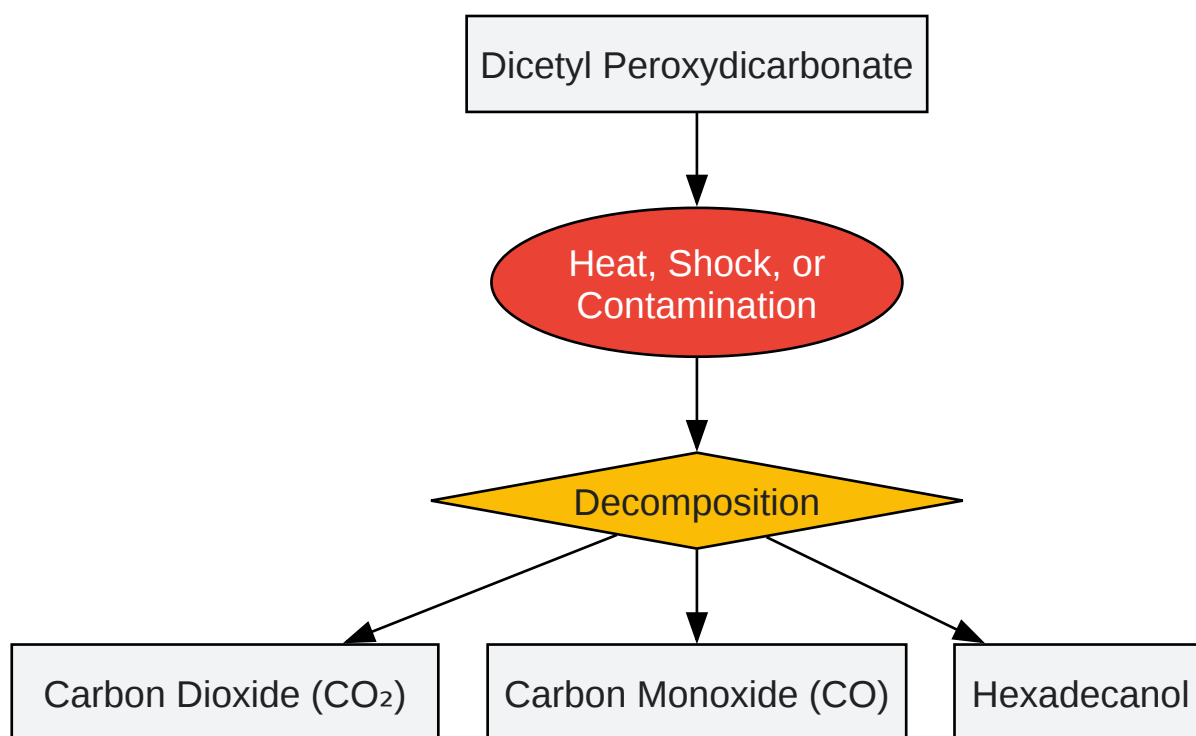 Dicetyl Peroxydicarbonate
Heat, Shock, or
Contamination
Decomposition
Carbon Dioxide (CO₂)
Carbon Monoxide (CO)
Hexadecanol